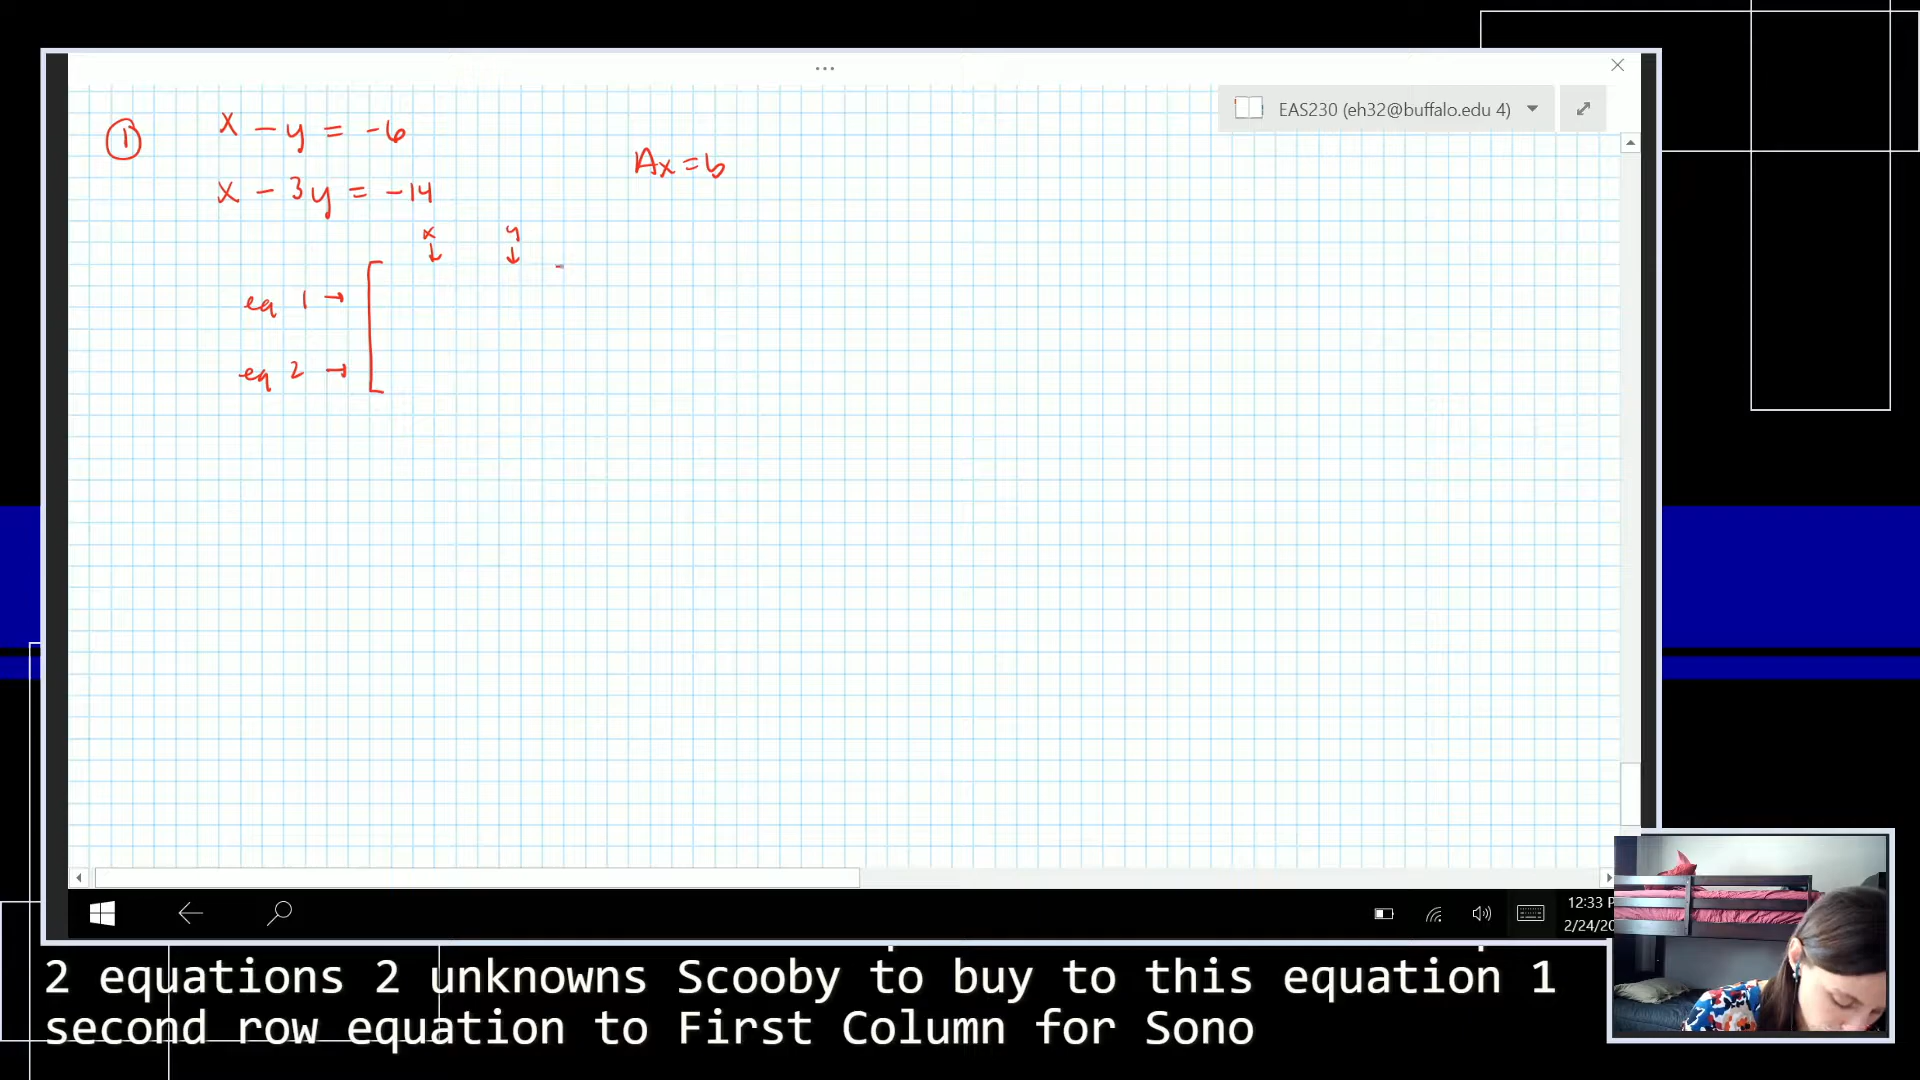 ...
EAS230 (eh32@buffalo.edu 4)
① x - y = -6
Ax = b
x - 3y = -14
x y
↓ ↓
eq 1 → [
eq 2 →
12:33 P
2/24/20
2 equations 2 unknowns Scooby to buy to this equation 1
second row equation to First Column for Sono